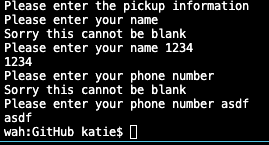 Please enter the pickup information
Please enter your name
Sorry this cannot be blank
Please enter your name 1234
1234
Please enter your phone number
Sorry this cannot be blank
Please enter your phone number asdf
asdf
wah:GitHub katie$